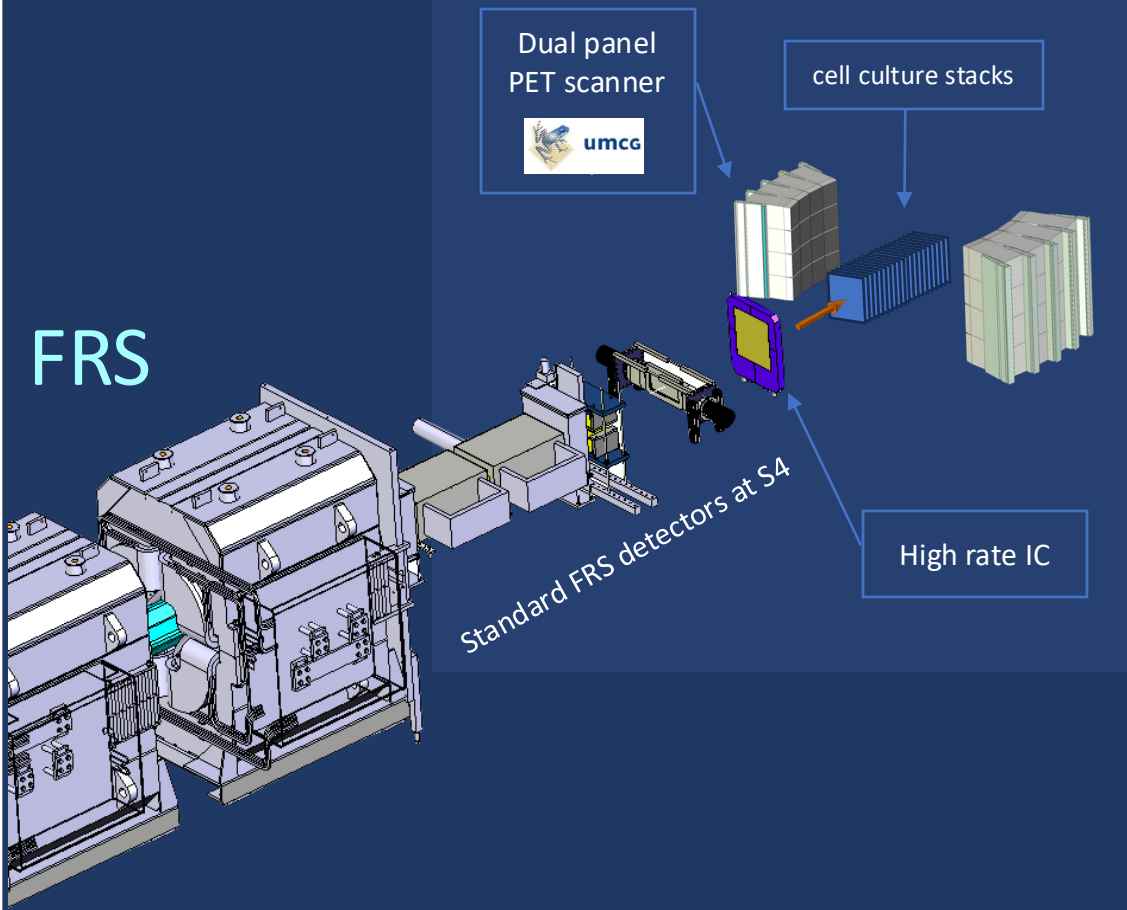 Dual panel
PET scanner
umcg
cell culture stacks
FRS
Standard FRS detectors at S4
High rate IC